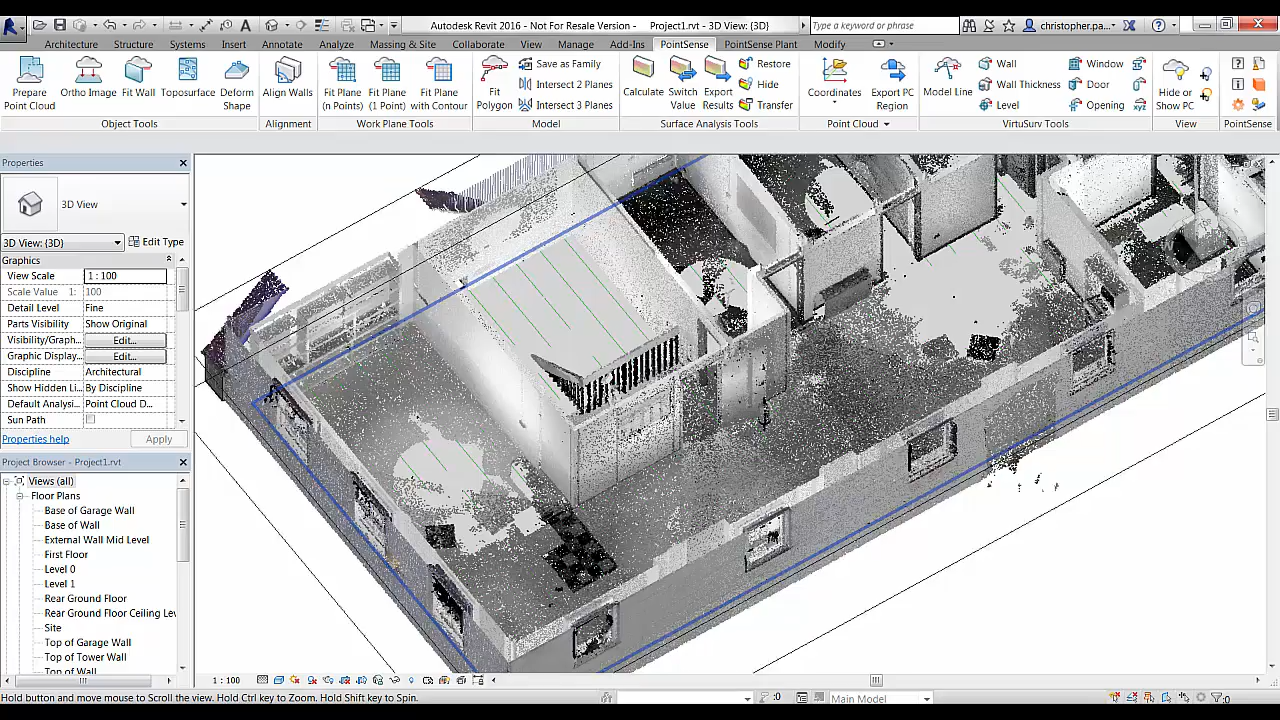 Autodesk Revit 2016 - Not For Resale Version - Project1.rvt - 3D View: {3D}
Type a keyword or phrase
christopher.pa...
Architecture Structure Systems Insert Annotate Analyze Massing & Site Collaborate View Manage Add-Ins PointSense PointSense Plant Modify
Prepare Point Cloud
Ortho Image
Fit Wall
Toposurface
Deform Shape
Align Walls
Fit Plane (n Points)
Fit Plane (1 Point)
Fit Plane with Contour
Fit Polygon
Save as Family
Intersect 2 Planes
Intersect 3 Planes
Calculate
Switch Value
Export Results
Restore
Hide
Transfer
Coordinates
Export PC Region
Model Line
Wall
Wall Thickness
Level
Window
Door
Opening
Hide or Show PC
Object Tools Alignment Work Plane Tools Model Surface Analysis Tools Point Cloud VirtuSurv Tools View PointSense
Properties
3D View
3D View: {3D} Edit Type
Graphics
View Scale 1 : 100
Scale Value 1: 100
Detail Level Fine
Parts Visibility Show Original
Visibility/Graph... Edit...
Graphic Display... Edit...
Discipline Architectural
Show Hidden Li... By Discipline
Default Analysi... Point Cloud D...
Sun Path
Properties help Apply
Project Browser - Project1.rvt
Views (all)
Floor Plans
Base of Garage Wall
Base of Wall
External Wall Mid Level
First Floor
Level 0
Level 1
Rear Ground Floor
Rear Ground Floor Ceiling Lev
Site
Top of Garage Wall
Top of Tower Wall
Top of Wall
1 : 100
Hold button and move mouse to Scroll the view. Hold Ctrl key to Zoom. Hold Shift key to Spin.
:0
Main Model
:0